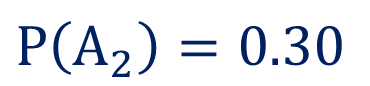 P(A₂) = 0.30